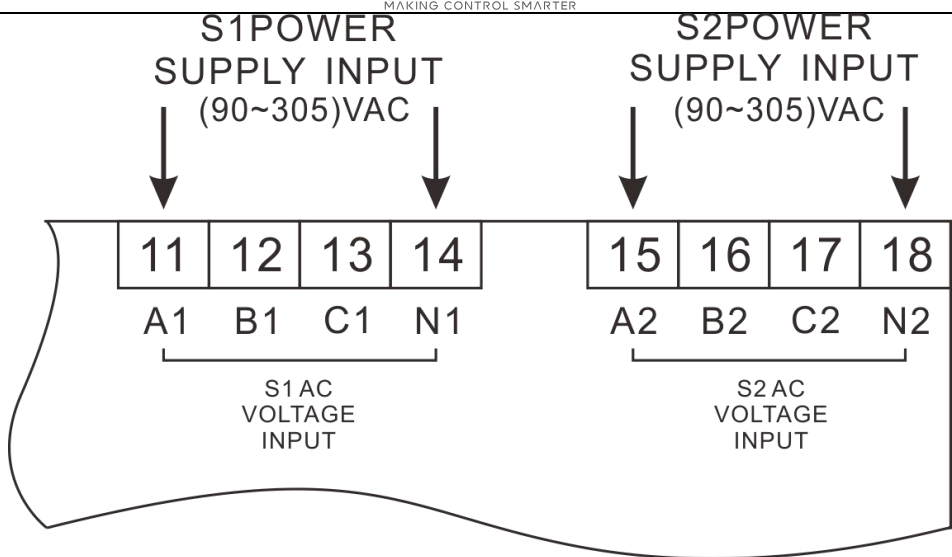 MAKING CONTROL SMARTER
S1POWER
SUPPLY INPUT
(90~305)VAC
S2POWER
SUPPLY INPUT
(90~305)VAC
11 12 13 14 15 16 17 18
A1 B1 C1 N1 A2 B2 C2 N2
S1 AC
VOLTAGE
INPUT
S2 AC
VOLTAGE
INPUT